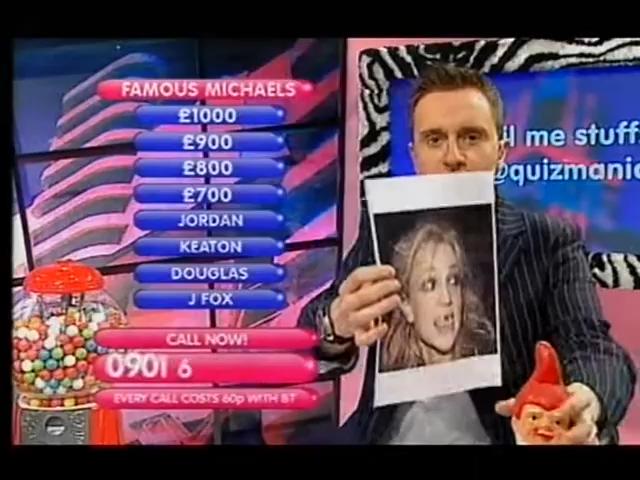 FAMOUS MICHAELS
£1000
£900
£800
£700
JORDAN
KEATON
DOUGLAS
J FOX
CALL NOW!
0901 6
EVERY CALL COSTS 60p WITH BT
me stuff
@quizmania